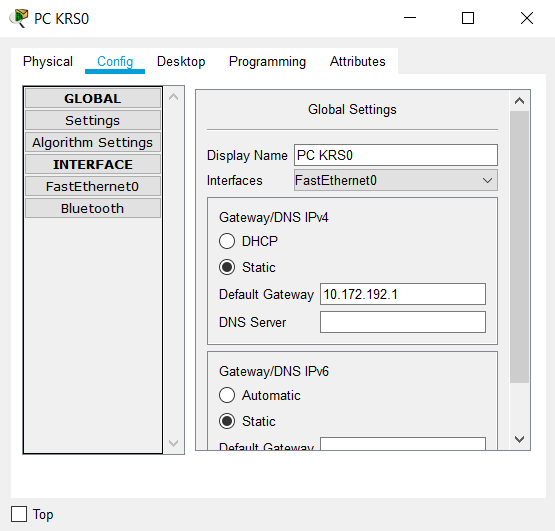 PC KRS0
Physical Config Desktop Programming Attributes
GLOBAL
Settings
Algorithm Settings
INTERFACE
FastEthernet0
Bluetooth
Global Settings
Display Name PC KRS0
Interfaces FastEthernet0
Gateway/DNS IPv4
DHCP
Static
Default Gateway 10.172.192.1
DNS Server
Gateway/DNS IPv6
Automatic
Static
Default Gateway
Top